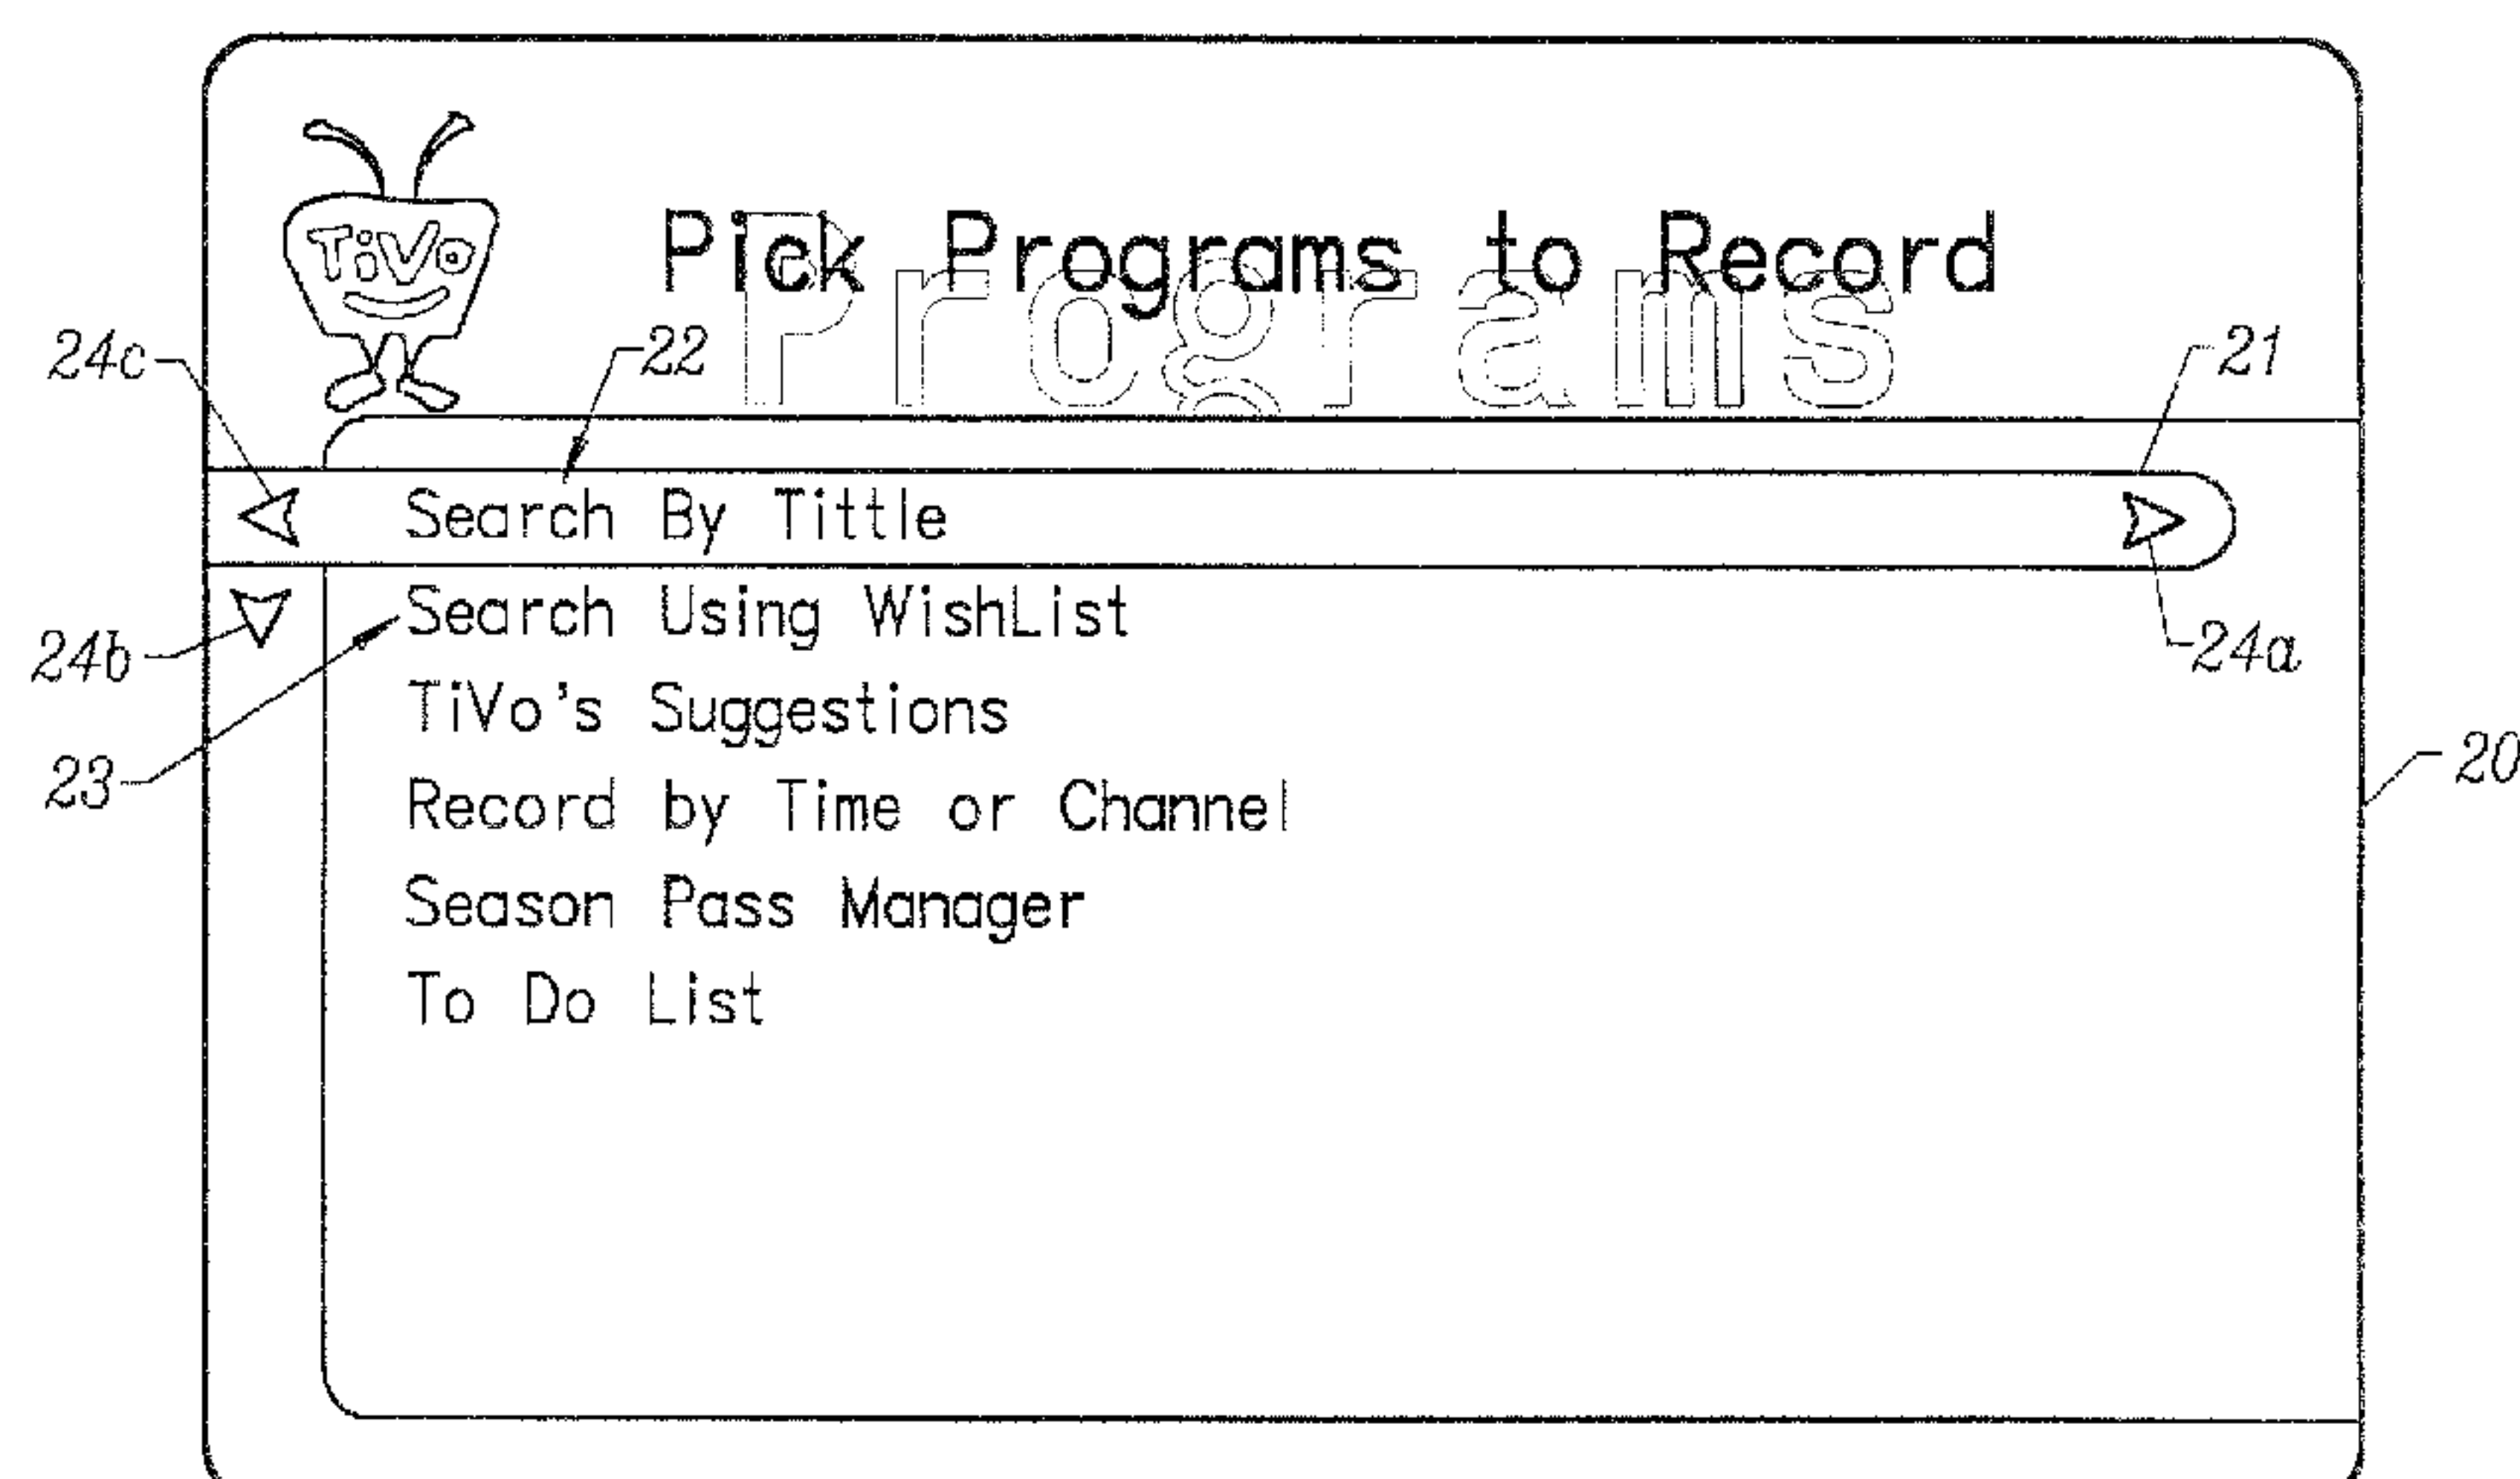 TiVo
Pick Programs to Record
Programs
24c
22
21
Search By Tittle
Search Using WishList
24b
24a
TiVo's Suggestions
23
20
Record by Time or Channel
Season Pass Manager
To Do List